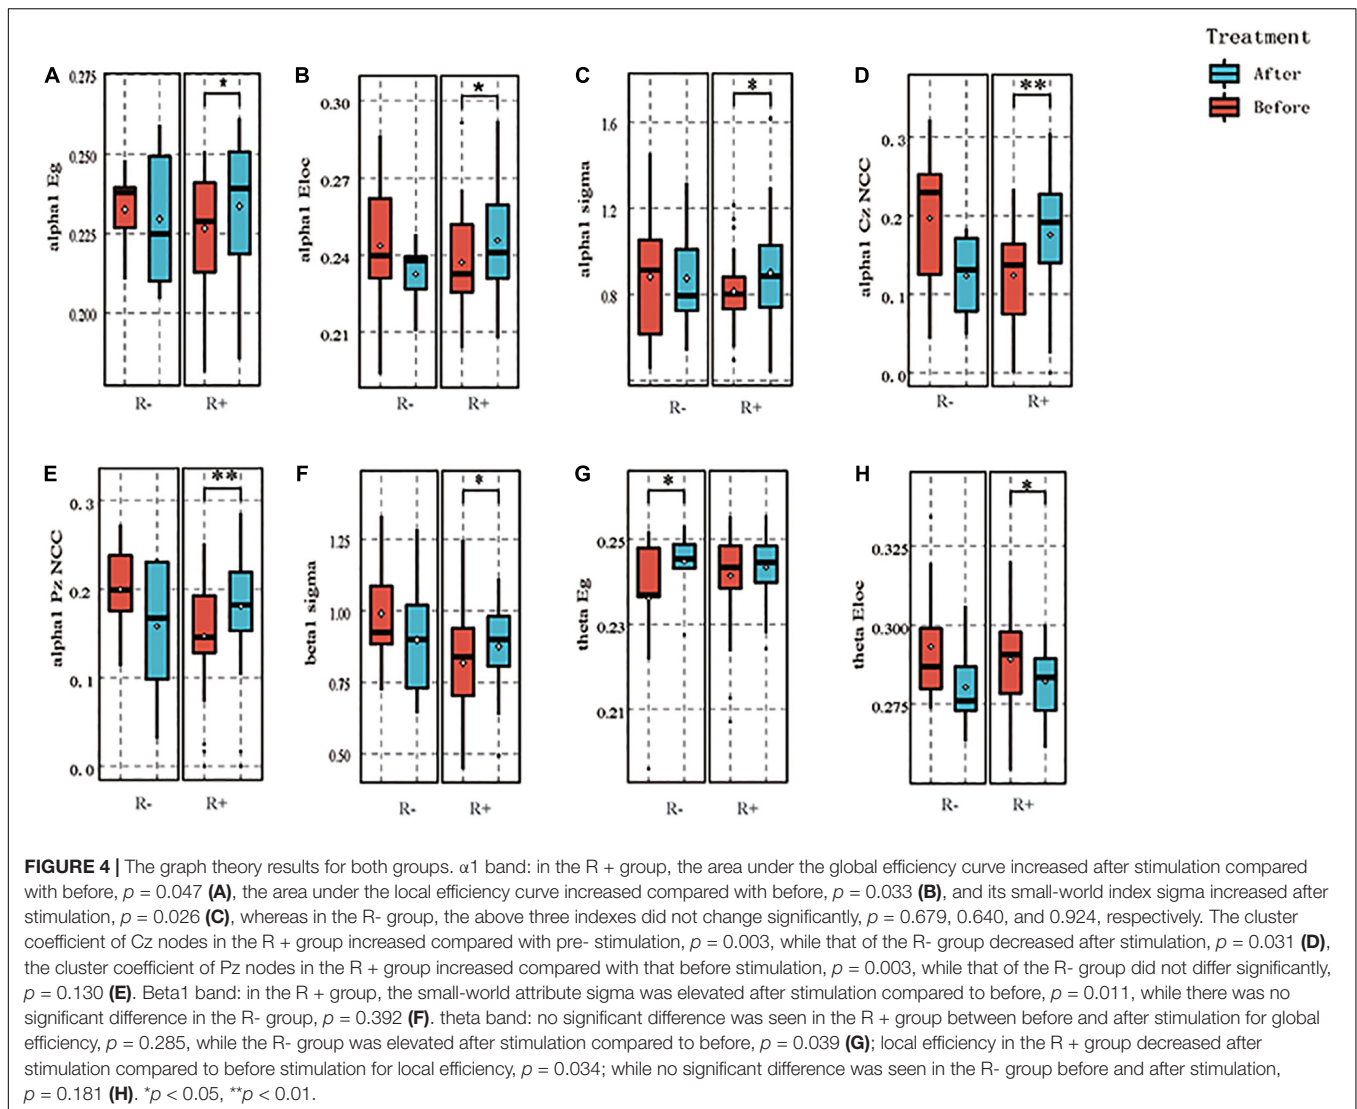 Treatment
After
Before
A
alpha1 Eg
0.275
0.250
0.225
0.200
*
R-
R+
B
alpha1 Eloc
0.30
0.27
0.24
0.21
*
R-
R+
C
alpha1 sigma
1.6
1.2
0.8
*
R-
R+
D
alpha1 Cz NCC
0.3
0.2
0.1
0.0
**
R-
R+
E
alpha1 Pz NCC
0.3
0.2
0.1
0.0
**
R-
R+
F
beta1 sigma
1.25
1.00
0.75
0.50
*
R-
R+
G
theta Eg
0.25
0.23
0.21
*
R-
R+
H
theta Eloc
0.325
0.300
0.275
*
R-
R+
FIGURE 4 | The graph theory results for both groups. α1 band: in the R + group, the area under the global efficiency curve increased after stimulation compared
with before, p = 0.047 (A), the area under the local efficiency curve increased compared with before, p = 0.033 (B), and its small-world index sigma increased after
stimulation, p = 0.026 (C), whereas in the R- group, the above three indexes did not change significantly, p = 0.679, 0.640, and 0.924, respectively. The cluster
coefficient of Cz nodes in the R + group increased compared with pre- stimulation, p = 0.003, while that of the R- group decreased after stimulation, p = 0.031 (D),
the cluster coefficient of Pz nodes in the R + group increased compared with that before stimulation, p = 0.003, while that of the R- group did not differ significantly,
p = 0.130 (E). Beta1 band: in the R + group, the small-world attribute sigma was elevated after stimulation compared to before, p = 0.011, while there was no
significant difference in the R- group, p = 0.392 (F). theta band: no significant difference was seen in the R + group between before and after stimulation for global
efficiency, p = 0.285, while the R- group was elevated after stimulation compared to before, p = 0.039 (G); local efficiency in the R + group decreased after
stimulation compared to before stimulation for local efficiency, p = 0.034; while no significant difference was seen in the R- group before and after stimulation,
p = 0.181 (H). *p < 0.05, **p < 0.01.